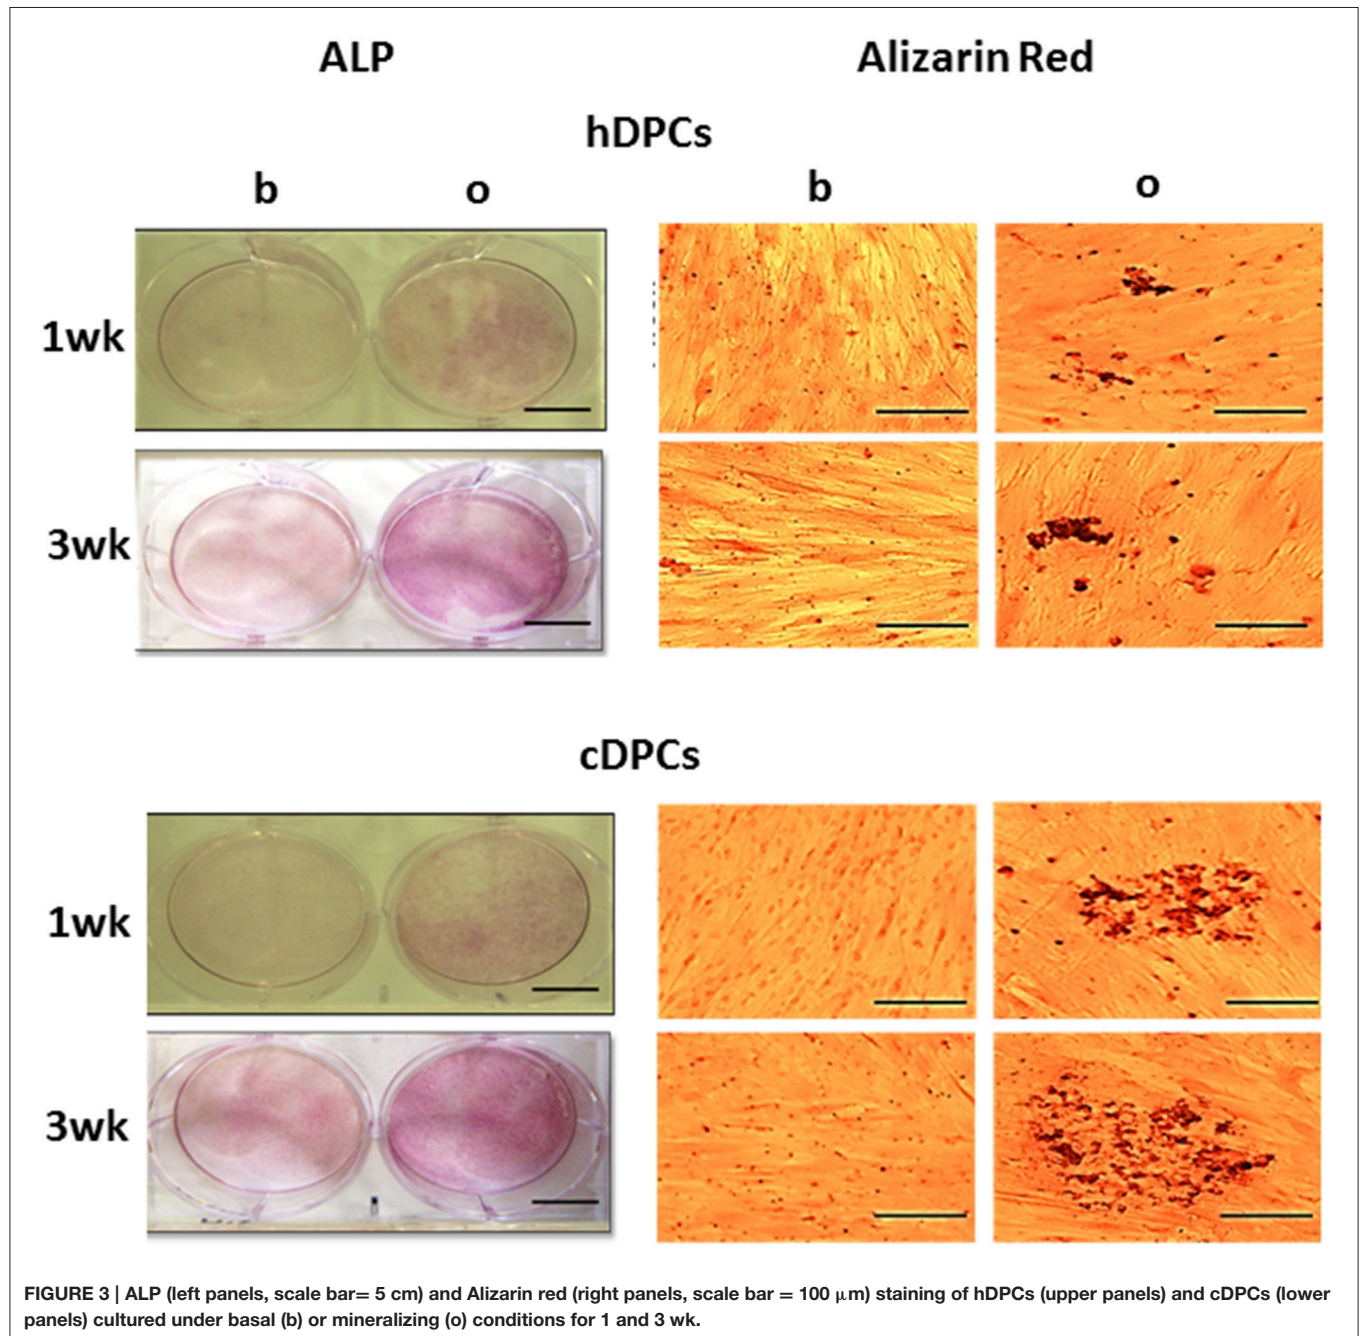 ALP Alizarin Red
hDPCs
b o b o
1wk
3wk
cDPCs
1wk
3wk
FIGURE 3 | ALP (left panels, scale bar= 5 cm) and Alizarin red (right panels, scale bar = 100 μm) staining of hDPCs (upper panels) and cDPCs (lower
panels) cultured under basal (b) or mineralizing (o) conditions for 1 and 3 wk.